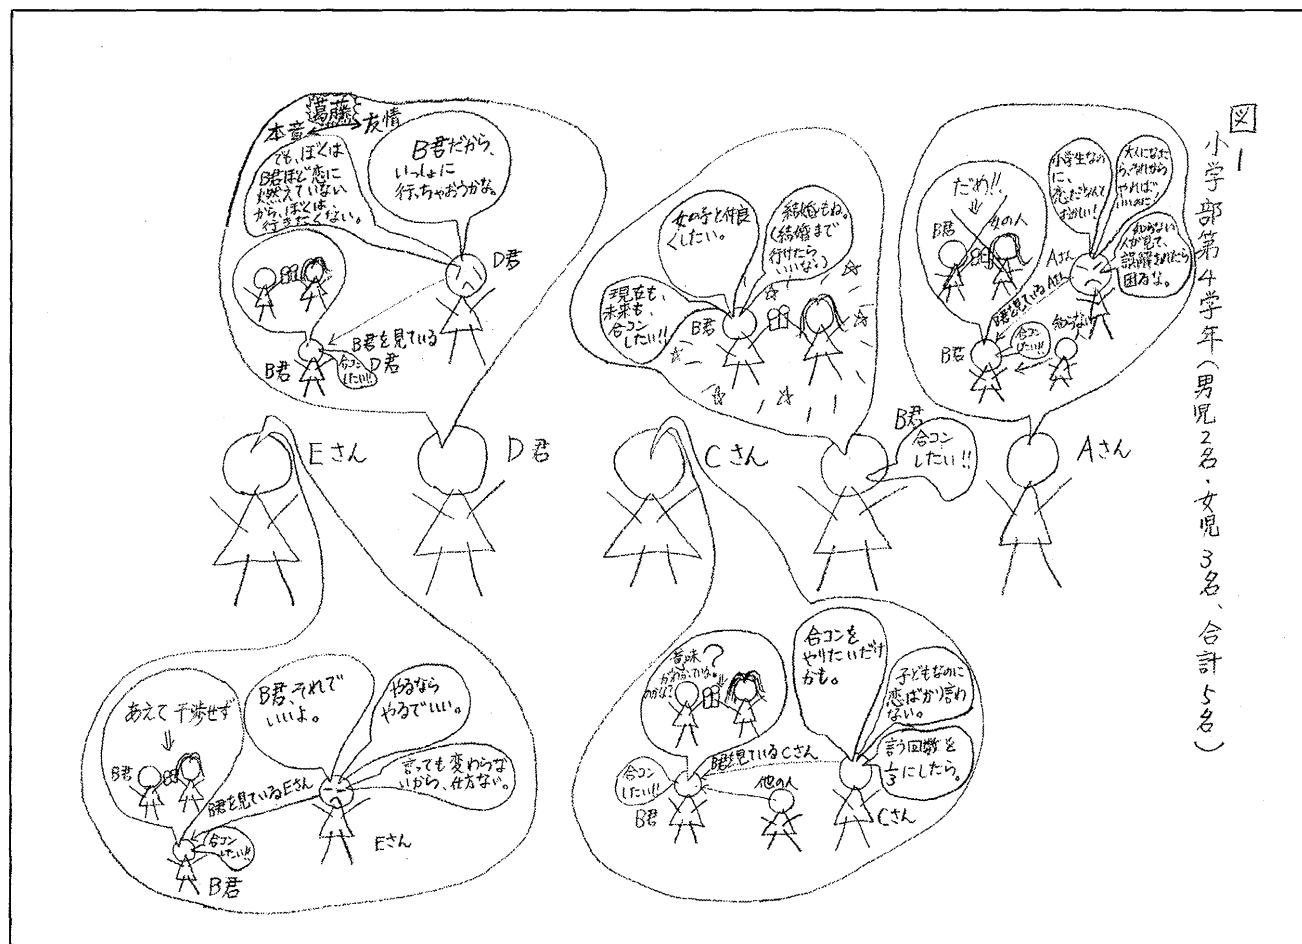 図1
小学部第4学年（男児2名・女児3名、合計5名）
小学生なの
に、
恋だなんて
おかしい！
大人になった
ら、それから
やれば
いいのに！
知らない
人が見て、
誤解されたら
困るな。
だめ!!
B君
女の人
Aさん
B君を見ているAさん
B君
合コン
したい!!
知らない人
Aさん
女の子と仲良
くしたい。
結婚もね。
（結婚まで
行けたら
いいな。）
現在も、
未来も、
合コン
したい!!
B君
B君
合コン
したい!!
Cさん
合コンを
やりたいだけ
かも。
子どもなのに
恋ばかり言わ
ない。
言う回数を
1/3にしたら。
意味
がわかっている
のかな？
B君を見ているCさん
合コン
したい!!
B君
他の人
Cさん
葛藤
本音
友情
B君だから、
いっしょに
行っちゃおうかな。
でも、ぼくは
B君ほど恋に
燃えていない
から、ぼくは、
行きたくない。
D君
B君を見ている
D君
B君
合コン
したい!!
D君
Eさん
B君、それで
いいよ。
やるなら
やるでいい。
言っても変わらな
いから、仕方ない。
あえて干渉せず
B君
B君を見ているEさん
合コン
したい!!
B君
Eさん